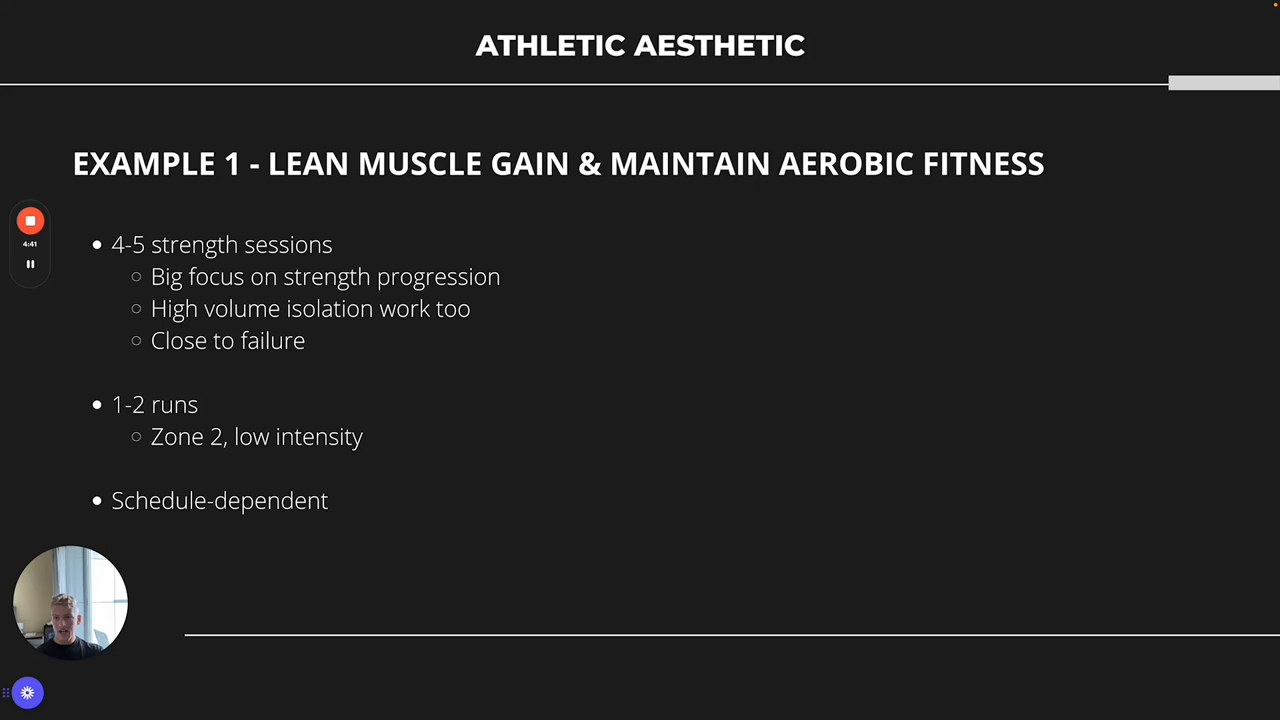 ATHLETIC AESTHETIC
EXAMPLE 1 - LEAN MUSCLE GAIN & MAINTAIN AEROBIC FITNESS
4-5 strength sessions
Big focus on strength progression
High volume isolation work too
Close to failure
4:41
1-2 runs
Zone 2, low intensity
Schedule-dependent